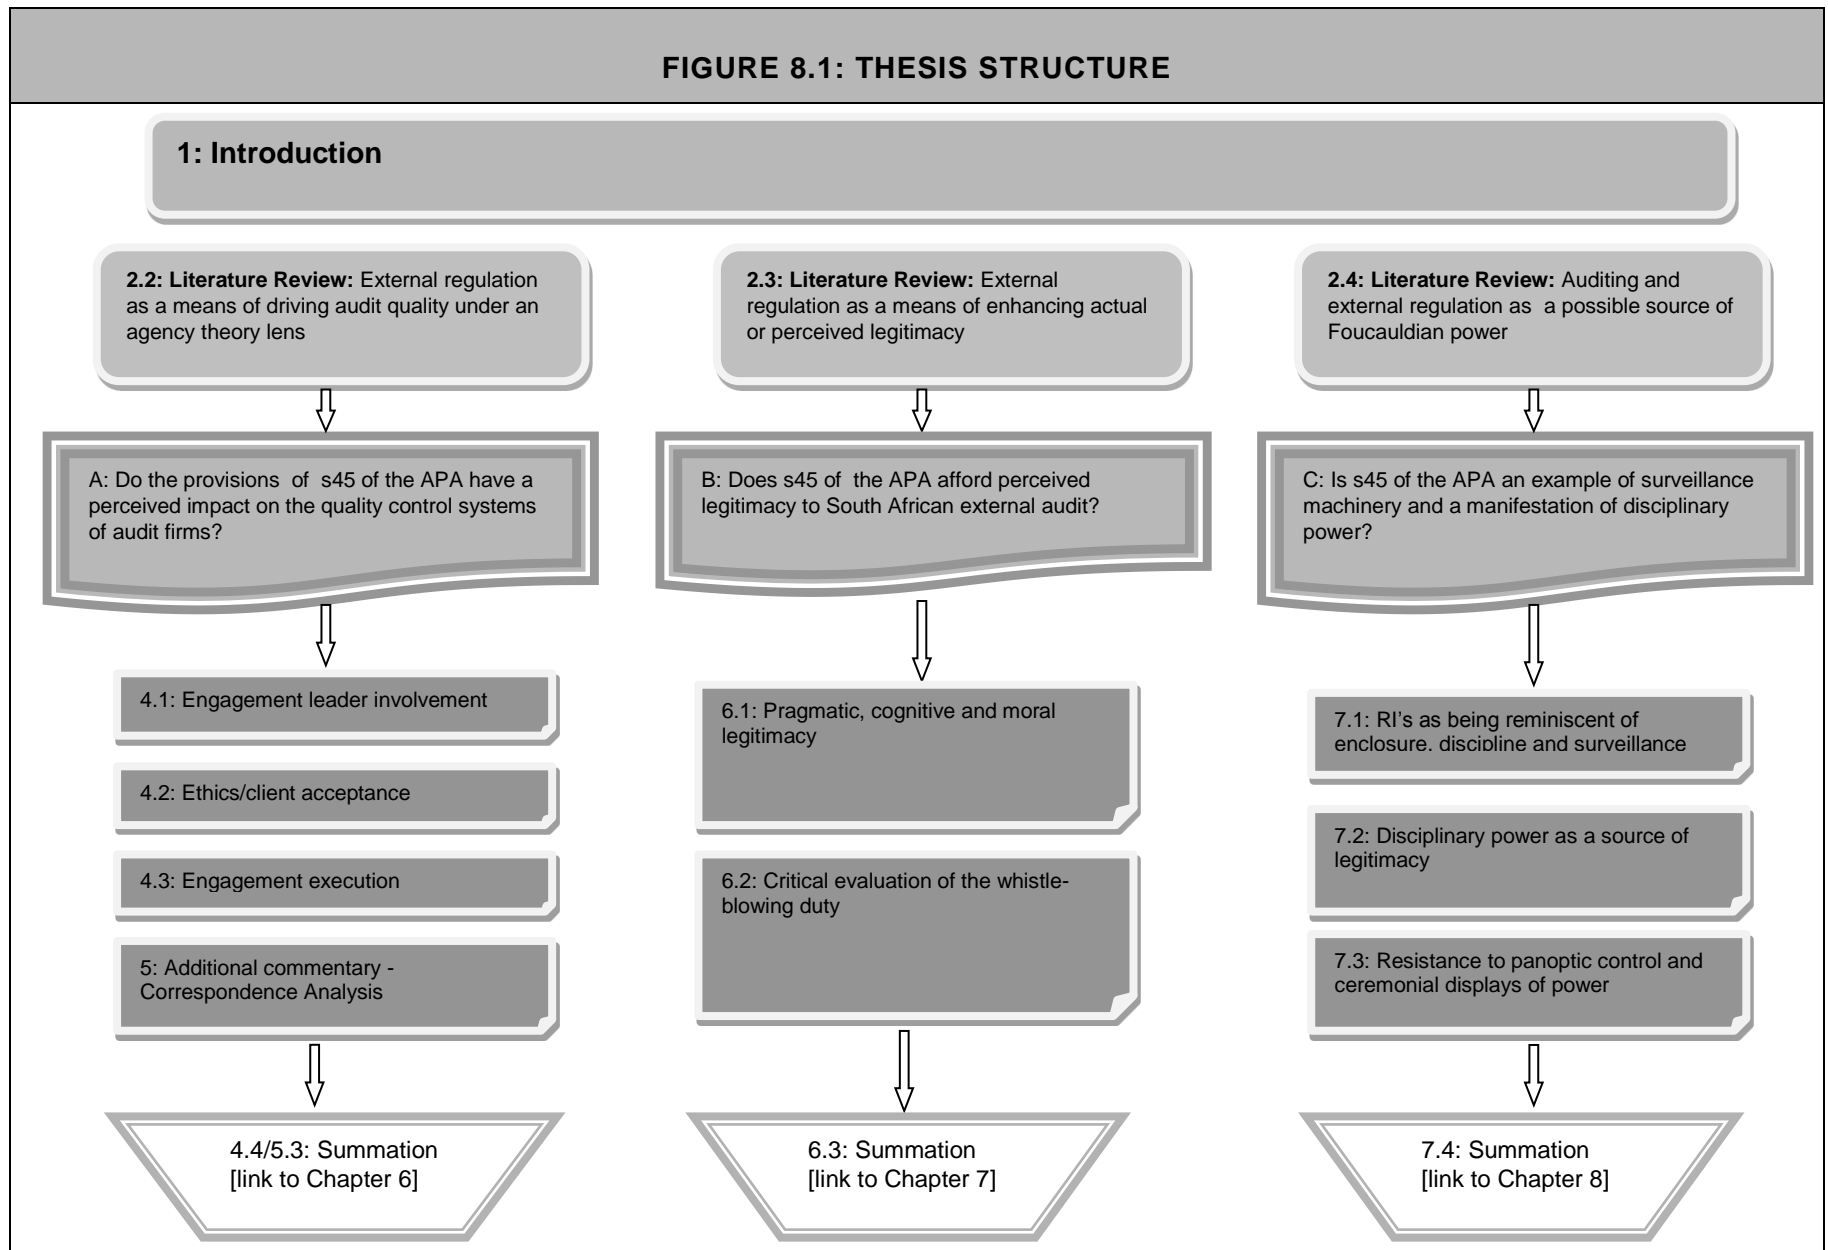 FIGURE 8.1: THESIS STRUCTURE
1: Introduction
2.2: Literature Review: External regulation
as a means of driving audit quality under an
agency theory lens
2.3: Literature Review: External
regulation as a means of enhancing actual
or perceived legitimacy
2.4: Literature Review: Auditing and
external regulation as a possible source of
Foucauldian power
A: Do the provisions of s45 of the APA have a
perceived impact on the quality control systems
of audit firms?
B: Does s45 of the APA afford perceived
legitimacy to South African external audit?
C: Is s45 of the APA an example of surveillance
machinery and a manifestation of disciplinary
power?
4.1: Engagement leader involvement
4.2: Ethics/client acceptance
4.3: Engagement execution
5: Additional commentary -
Correspondence Analysis
6.1: Pragmatic, cognitive and moral
legitimacy
6.2: Critical evaluation of the whistle-
blowing duty
7.1: RI's as being reminiscent of
enclosure, discipline and surveillance
7.2: Disciplinary power as a source of
legitimacy
7.3: Resistance to panoptic control and
ceremonial displays of power
4.4/5.3: Summation
[link to Chapter 6]
6.3: Summation
[link to Chapter 7]
7.4: Summation
[link to Chapter 8]